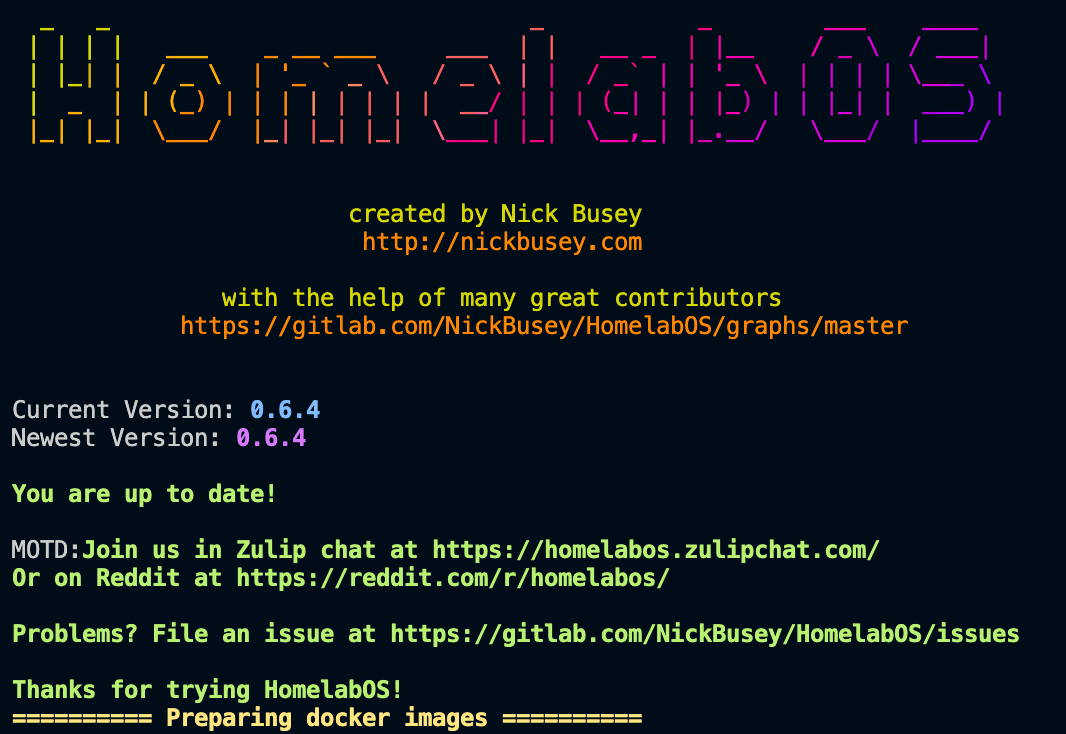 HomelabOS
created by Nick Busey
http://nickbusey.com
with the help of many great contributors
https://gitlab.com/NickBusey/HomelabOS/graphs/master
Current Version: 0.6.4
Newest Version: 0.6.4
You are up to date!
MOTD:Join us in Zulip chat at https://homelabos.zulipchat.com/
Or on Reddit at https://reddit.com/r/homelabos/
Problems? File an issue at https://gitlab.com/NickBusey/HomelabOS/issues
Thanks for trying HomelabOS!
========== Preparing docker images ==========